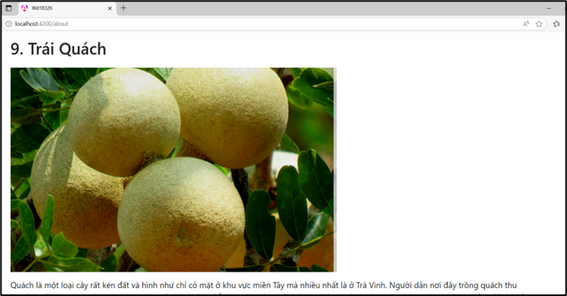 Wd18326
localhost:4200/about
9. Trái Quách
Quách là một loại cây rất kén đất và hình như chỉ có mặt ở khu vực miền Tây mà nhiều nhất là ở Trà Vinh. Người dân nơi đây trồng quách thu